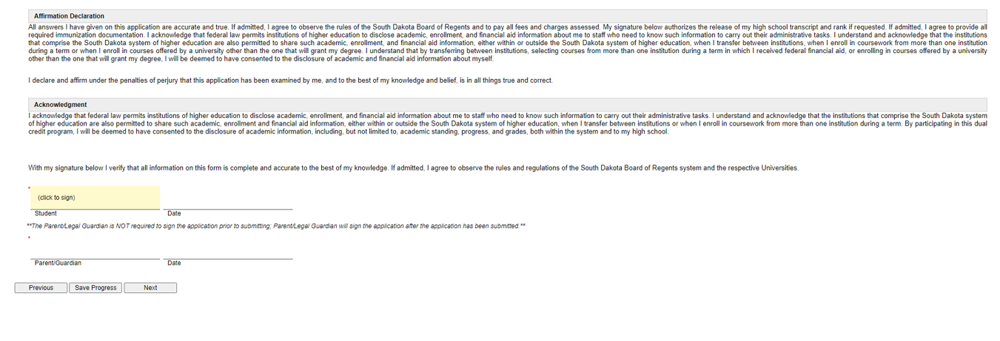 Affirmation Declaration
All answers I have given on this application are accurate and true. If admitted, I agree to observe the rules of the South Dakota Board of Regents and to pay all fees and charges assessed. My signature below authorizes the release of my high school transcript and rank if requested. If admitted, I agree to provide all
required immunization documentation. I acknowledge that federal law permits institutions of higher education to disclose academic, enrollment, and financial aid information about me to staff who need to know such information to carry out their administrative tasks. I understand and acknowledge that the institutions
that comprise the South Dakota system of higher education are also permitted to share such academic, enrollment, and financial aid information, either within or outside the South Dakota system of higher education, when I transfer between institutions, when I enroll in coursework from more than one institution
during a term or when I enroll in courses offered by a university other than the one that will grant my degree. I understand that by transferring between institutions, selecting courses from more than one institution during a term in which I received federal financial aid, or enrolling in courses offered by a university
other than the one that will grant my degree, I will be deemed to have consented to the disclosure of academic and financial aid information about myself.
I declare and affirm under the penalties of perjury that this application has been examined by me, and to the best of my knowledge and belief, is in all things true and correct.
Acknowledgment
I acknowledge that federal law permits institutions of higher education to disclose academic, enrollment, and financial aid information about me to staff who need to know such information to carry out their administrative tasks. I understand and acknowledge that the institutions that comprise the South Dakota system
of higher education are also permitted to share such academic, enrollment and financial aid information, either within or outside the South Dakota system of higher education, when I transfer between institutions or when I enroll in coursework from more than one institution during a term. By participating in this dual
credit program, I will be deemed to have consented to the disclosure of academic information, including, but not limited to, academic standing, progress, and grades, both within the system and to my high school.
With my signature below I verify that all information on this form is complete and accurate to the best of my knowledge. If admitted, I agree to observe the rules and regulations of the South Dakota Board of Regents system and the respective Universities.
*
(click to sign)
Student Date
**The Parent/Legal Guardian is NOT required to sign the application prior to submitting; Parent/Legal Guardian will sign the application after the application has been submitted.**
*
Parent/Guardian Date
Previous Save Progress Next